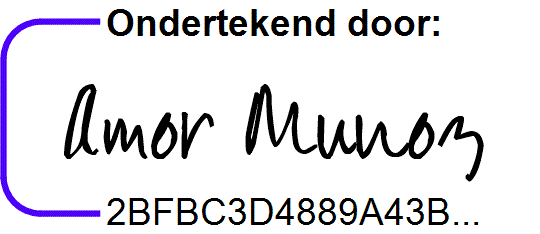 Ondertekend door:
Amor Munoz
2BFBC3D4889A43B...